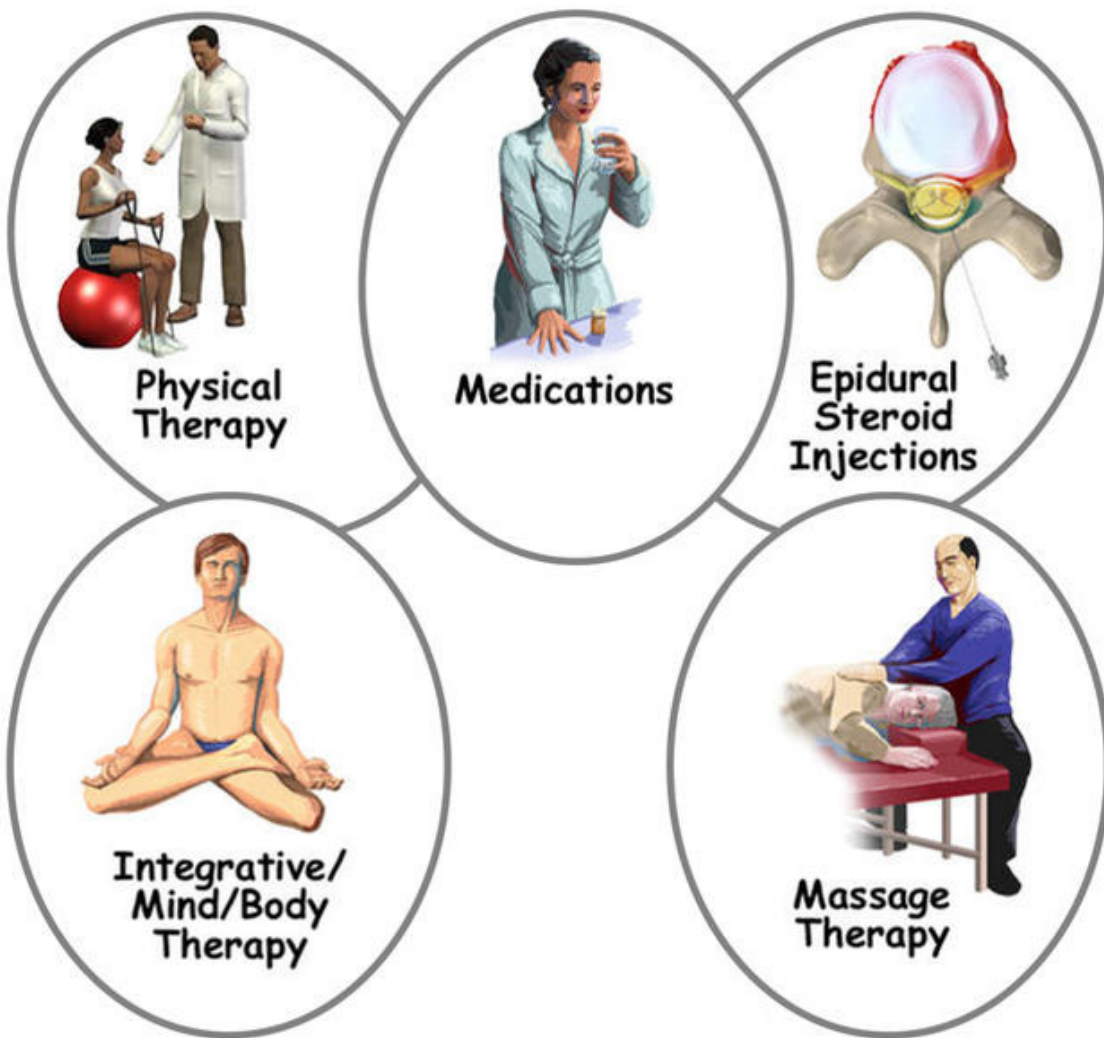 Physical
Therapy
Medications
Epidural
Steroid
Injections
Integrative/
Mind/Body
Therapy
Massage
Therapy